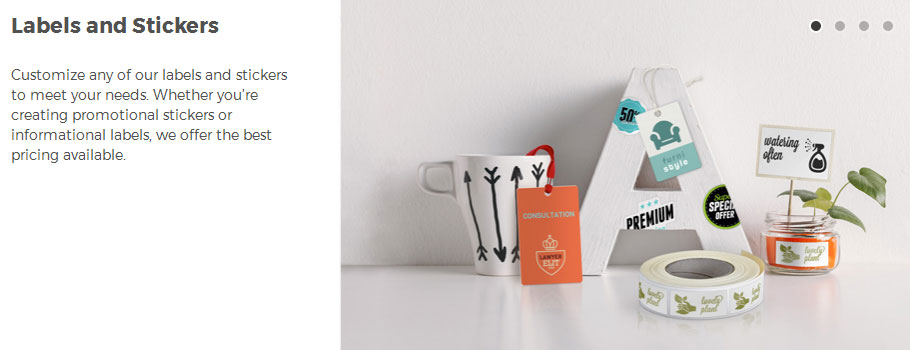 Labels and Stickers
Customize any of our labels and stickers
to meet your needs. Whether you're
creating promotional stickers or
informational labels, we offer the best
pricing available.
50%
furni
style
watering
often
CONSULTATION
LAWYER
PREMIUM
Super
SPECIAL
OFFER
lovely
plant
lovely
plant
lovely
plant